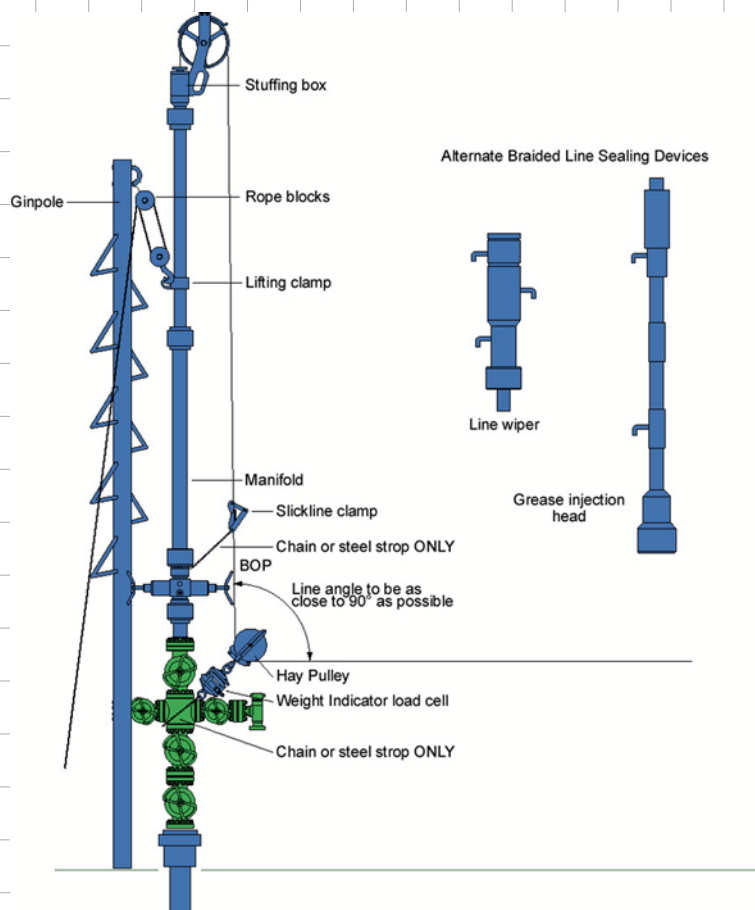 Stuffing box
Alternate Braided Line Sealing Devices
Ginpole
Rope blocks
Lifting clamp
Line wiper
Manifold
Grease injection
head
Slickline clamp
Chain or steel strop ONLY
BOP
Line angle to be as
close to 90° as possible
Hay Pulley
Weight Indicator load cell
Chain or steel strop ONLY